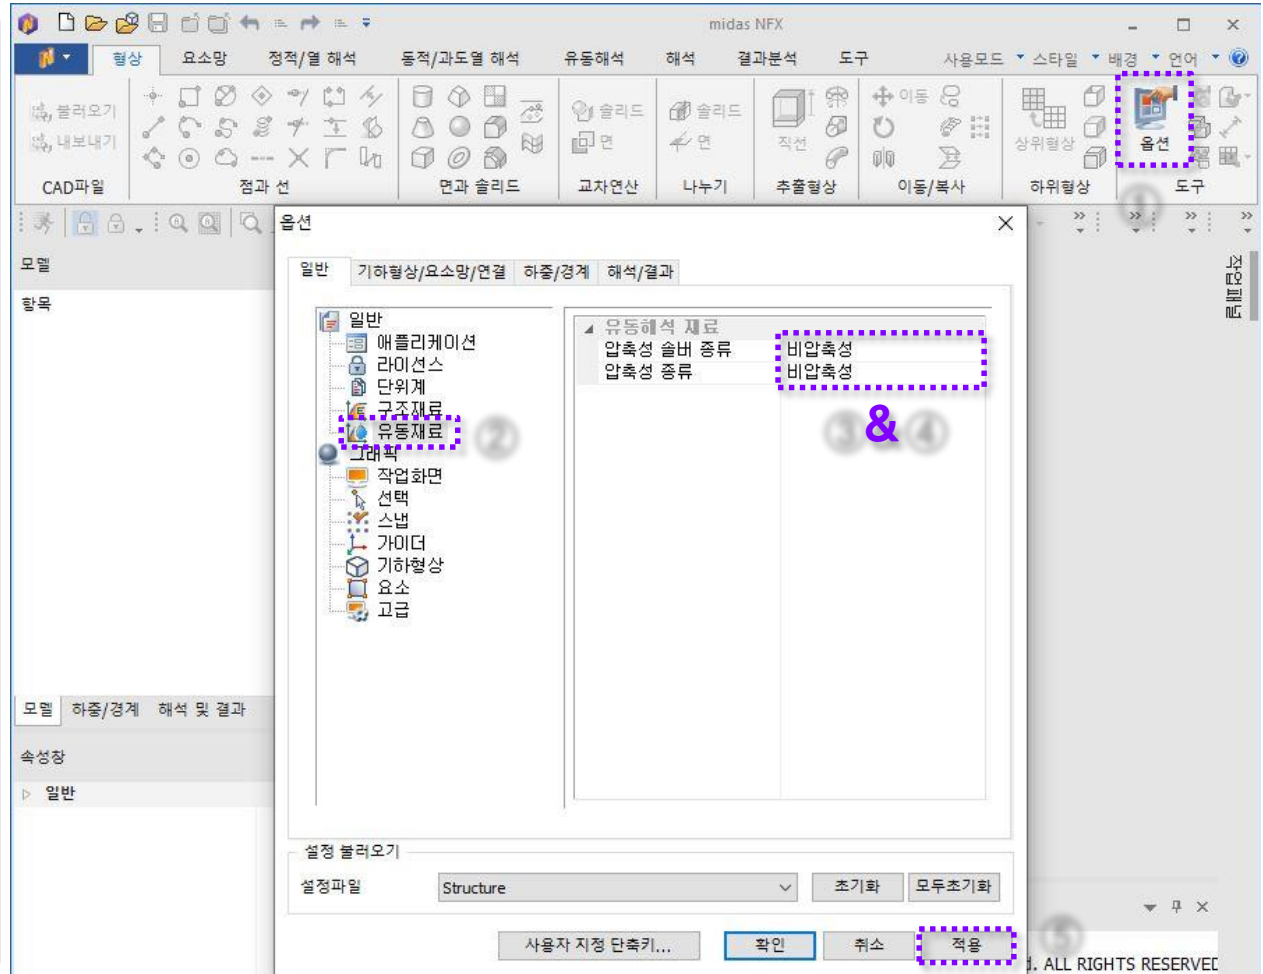 midas NFX
형상 요소망 정적/열 해석 동적/과도열 해석 유동해석 해석 결과분석 도구 사용모드 스타일 배경 언어
불러오기
내보내기
솔리드
면
솔리드
면
직선
이동
상위형상
옵션
CAD파일 점과 선 면과 솔리드 교차연산 나누기 추출형상 이동/복사 하위형상 도구
①
모델
항목
작업패널
옵션
일반 기하형상/요소망/연결 하중/경계 해석/결과
일반
애플리케이션
라이선스
단위계
구조재료
유동재료
②
그래픽
작업화면
선택
스냅
가이더
기하형상
요소
고급
유동해석 재료
압축성 솔버 종류 비압축성
압축성 종류 비압축성
③ & ④
모델 하중/경계 해석 및 결과
속성창
일반
설정 불러오기
설정파일 Structure 초기화 모두초기화
사용자 지정 단축키... 확인 취소 적용
⑤
. ALL RIGHTS RESERVED